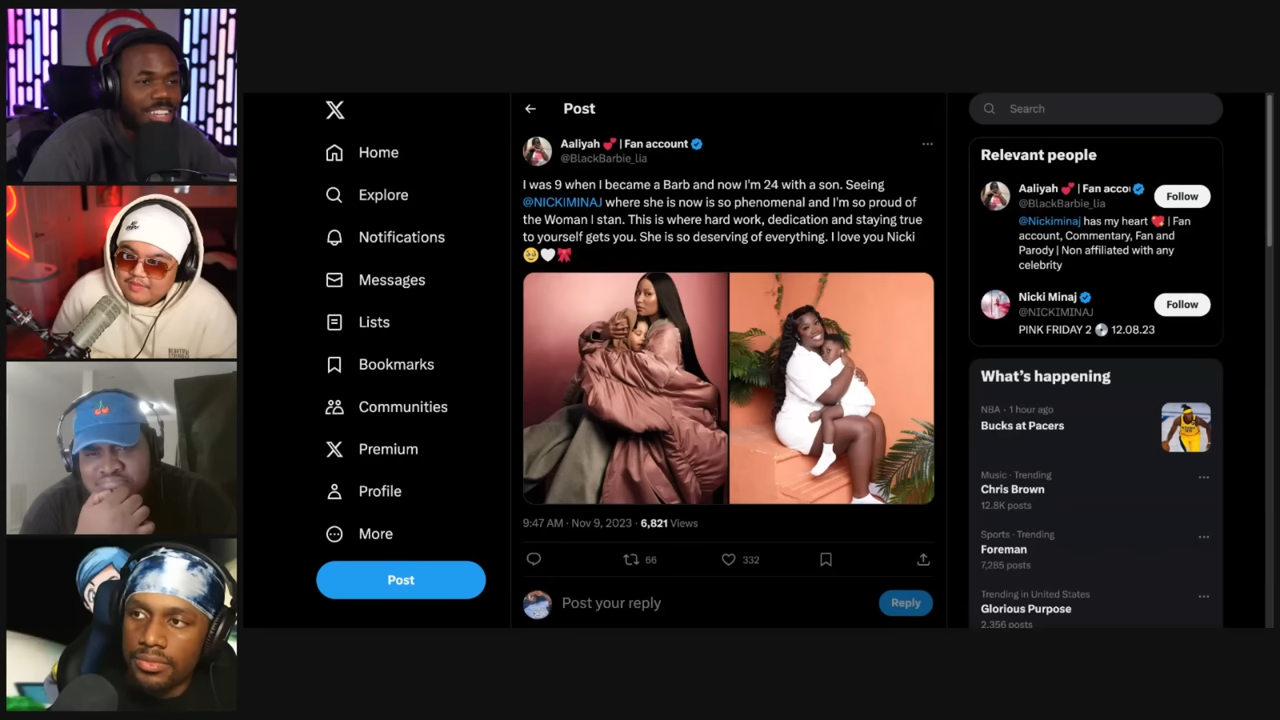 Home
Explore
Notifications
Messages
Lists
Bookmarks
Communities
Premium
Profile
More
Post
Post
Aaliyah 💕 | Fan account
@BlackBarbie_lia
I was 9 when I became a Barb and now I'm 24 with a son. Seeing
@NICKIMINAJ where she is now is so phenomenal and I'm so proud of
the Woman I stan. This is where hard work, dedication and staying true
to yourself gets you. She is so deserving of everything. I love you Nicki
🥹🤍🎀
9:47 AM · Nov 9, 2023 · 6,821 Views
66
332
Post your reply
Reply
Search
Relevant people
Aaliyah 💕 | Fan accou
@BlackBarbie_lia
Follow
@Nickiminaj has my heart 💘 | Fan
account, Commentary, Fan and
Parody | Non affiliated with any
celebrity
Nicki Minaj
@NICKIMINAJ
Follow
PINK FRIDAY 2 💿 12.08.23
What's happening
NBA · 1 hour ago
Bucks at Pacers
Music · Trending
Chris Brown
12.8K posts
Sports · Trending
Foreman
7,285 posts
Trending in United States
Glorious Purpose
2,356 posts